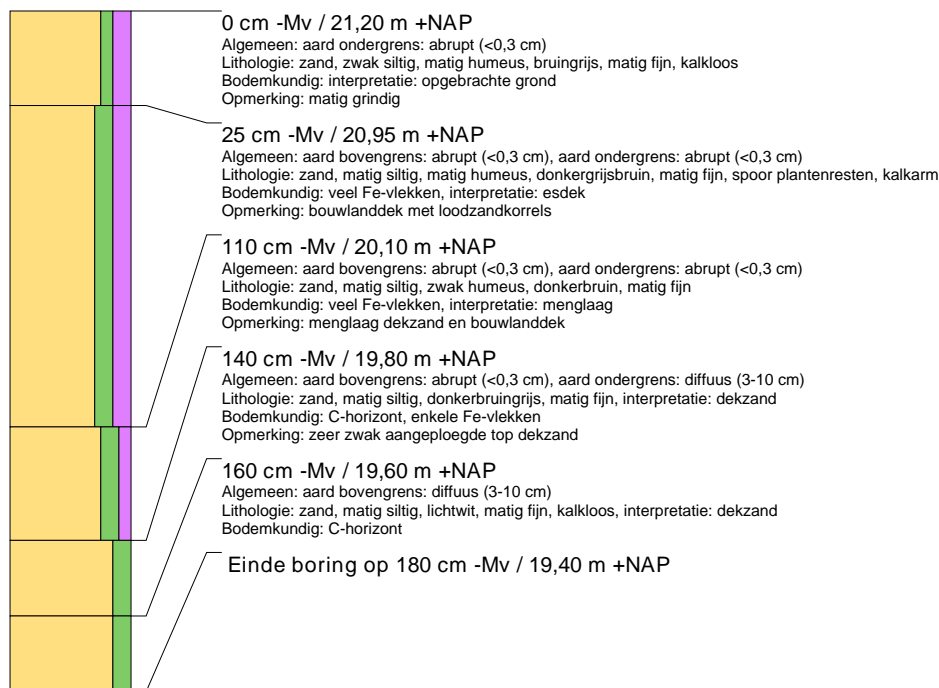 0 cm -Mv / 21,20 m +NAP
Algemeen: aard ondergrens: abrupt (<0,3 cm)
Lithologie: zand, zwak siltig, matig humeus, bruingrijs, matig fijn, kalkloos
Bodemkundig: interpretatie: opgebrachte grond
Opmerking: matig grindig
25 cm -Mv / 20,95 m +NAP
Algemeen: aard bovengrens: abrupt (<0,3 cm), aard ondergrens: abrupt (<0,3 cm)
Lithologie: zand, matig siltig, matig humeus, donkergrijsbruin, matig fijn, spoor plantenresten, kalkarm
Bodemkundig: veel Fe-vlekken, interpretatie: esdek
Opmerking: bouwlanddek met loodzandkorrels
110 cm -Mv / 20,10 m +NAP
Algemeen: aard bovengrens: abrupt (<0,3 cm), aard ondergrens: abrupt (<0,3 cm)
Lithologie: zand, matig siltig, zwak humeus, donkerbruin, matig fijn
Bodemkundig: veel Fe-vlekken, interpretatie: menglaag
Opmerking: menglaag dekzand en bouwlanddek
140 cm -Mv / 19,80 m +NAP
Algemeen: aard bovengrens: abrupt (<0,3 cm), aard ondergrens: diffuus (3-10 cm)
Lithologie: zand, matig siltig, donkerbruingrijs, matig fijn, interpretatie: dekzand
Bodemkundig: C-horizont, enkele Fe-vlekken
Opmerking: zeer zwak aangeploegde top dekzand
160 cm -Mv / 19,60 m +NAP
Algemeen: aard bovengrens: diffuus (3-10 cm)
Lithologie: zand, matig siltig, lichtwit, matig fijn, kalkloos, interpretatie: dekzand
Bodemkundig: C-horizont
Einde boring op 180 cm -Mv / 19,40 m +NAP